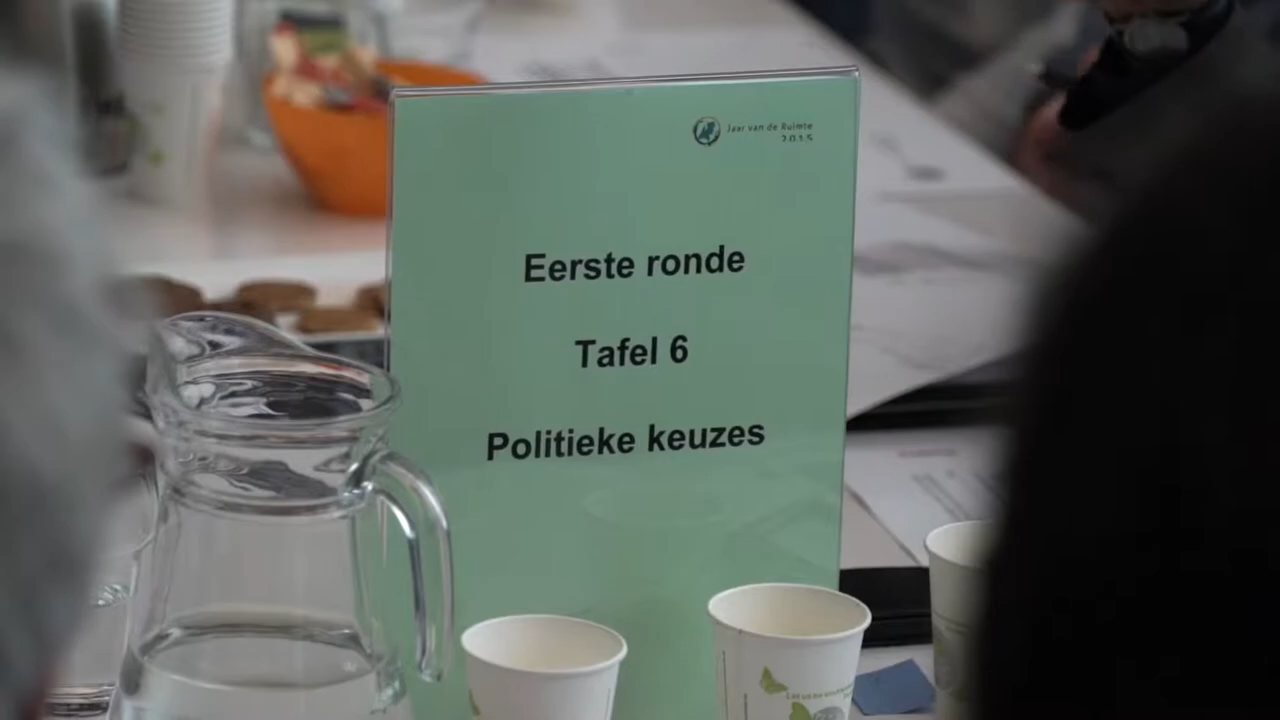 Jaar van de Ruimte
2015
Eerste ronde
Tafel 6
Politieke keuzes